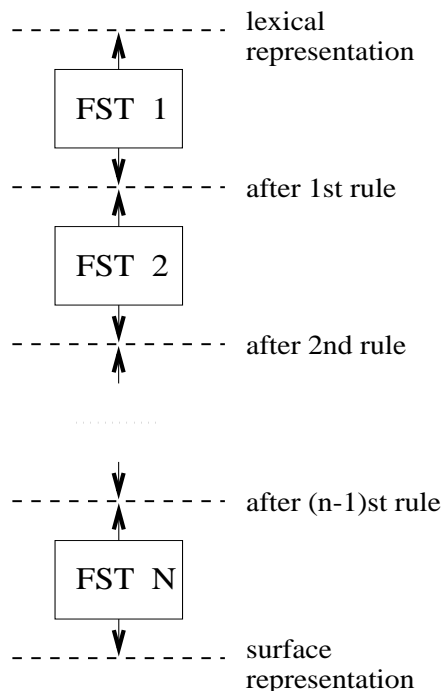 lexical
representation
FST 1
after 1st rule
FST 2
after 2nd rule
after (n-1)st rule
FST N
surface
representation